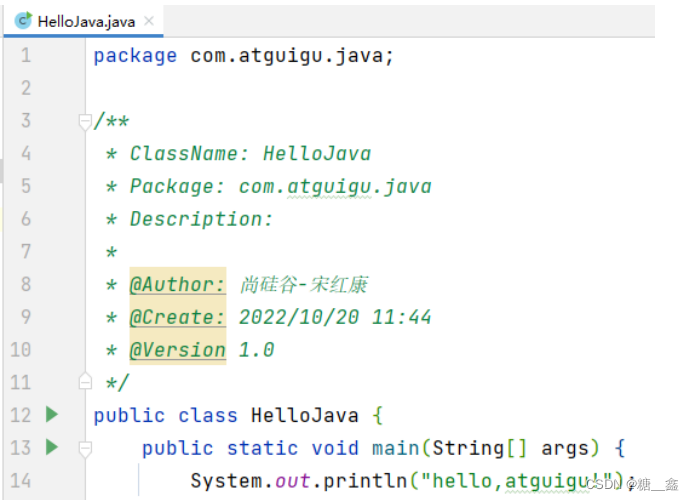 HelloJava.java
1 package com.atguigu.java;
2
3 /**
4 * ClassName: HelloJava
5 * Package: com.atguigu.java
6 * Description:
7 *
8 * @Author: 尚硅谷-宋红康
9 * @Create: 2022/10/20 11:44
10 * @Version 1.0
11 */
12 public class HelloJava {
13 public static void main(String[] args) {
14 System.out.println("hello,atguigu!");
CSDN @糖__鑫